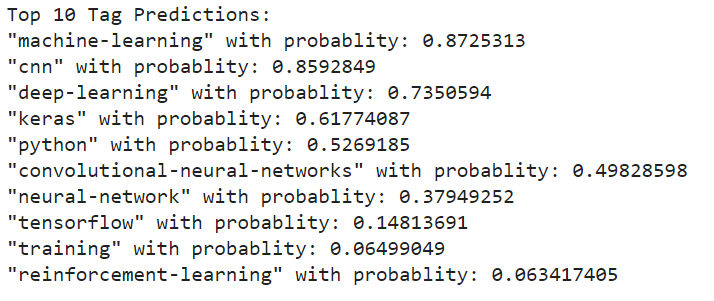 Top 10 Tag Predictions:
"machine-learning" with probablity: 0.8725313
"cnn" with probablity: 0.8592849
"deep-learning" with probablity: 0.7350594
"keras" with probablity: 0.61774087
"python" with probablity: 0.5269185
"convolutional-neural-networks" with probablity: 0.49828598
"neural-network" with probablity: 0.37949252
"tensorflow" with probablity: 0.14813691
"training" with probablity: 0.06499049
"reinforcement-learning" with probablity: 0.063417405